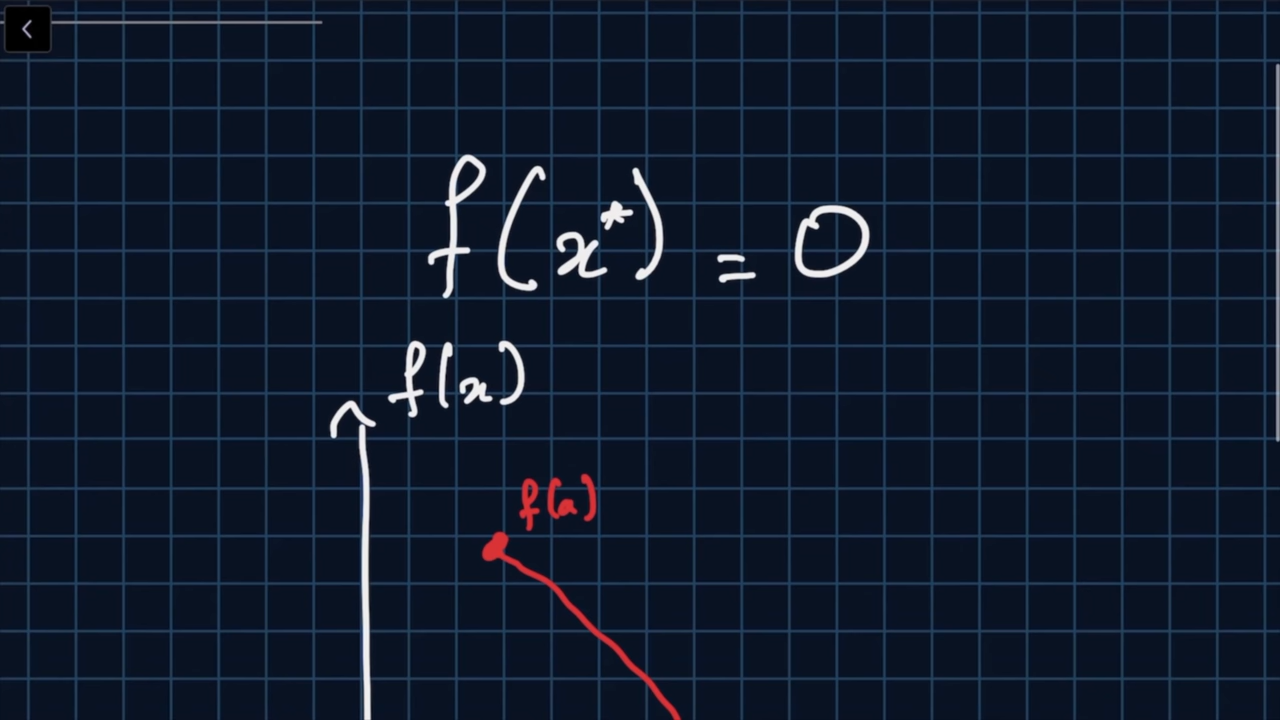 f(x*) = 0
f(x)
f(a)